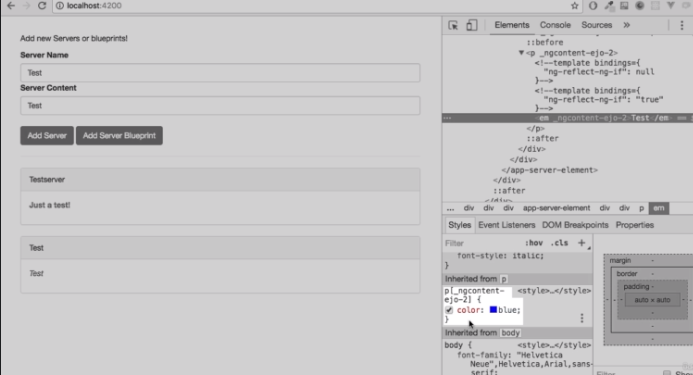 localhost:4200
Add new Servers or blueprints!
Server Name
Test
Server Content
Test
Add Server Add Server Blueprint
Testserver
Just a test!
Test
Test
Elements Console Sources »
::before
▼<p _ngcontent-ejo-2>
<!--template bindings={
"ng-reflect-ng-if": null
}-->
<!--template bindings={
"ng-reflect-ng-if": "true"
}-->
<em _ngcontent-ejo-2 Test /em ==
</p>
::after
</div>
</div>
</app-server-element>
</div>
::after
... div div div app-server-element div div p em
Styles Event Listeners DOM Breakpoints Properties
Filter :hov .cls +
font-style: italic;
}
Inherited from p
p[_ngcontent- <style>…</style>
ejo-2] {
color: blue;
}
Inherited from body
body { <style>…</style>
font-family: "Helvetica
Neue",Helvetica,Arial,sans-
serif;
margin -
border -
padding -
- - - auto × auto - - -
-
-
-
Filter